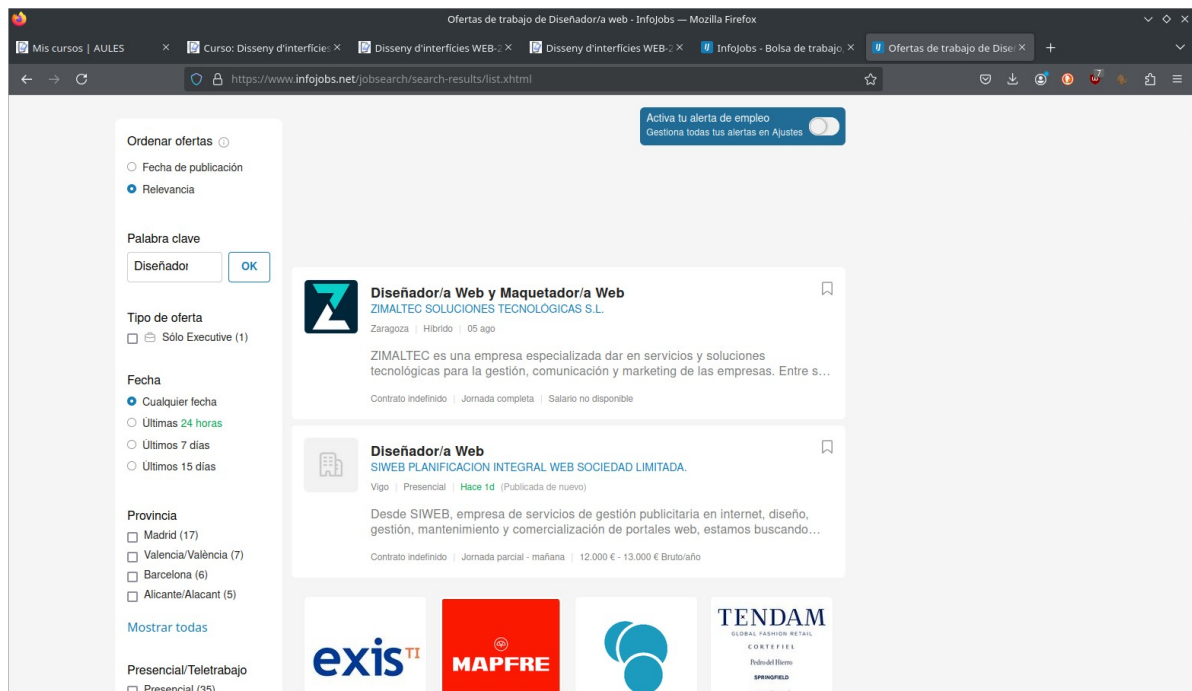 Ofertas de trabajo de Diseñador/a web - InfoJobs — Mozilla Firefox
Mis cursos | AULES
Curso: Disseny d'interfícies
Disseny d'interfícies WEB-2
Disseny d'interfícies WEB-2
InfoJobs - Bolsa de trabajo,
Ofertas de trabajo de Dise
https://www.infojobs.net/jobsearch/search-results/list.xhtml
7
Activa tu alerta de empleo
Gestiona todas tus alertas en Ajustes
Ordenar ofertas
Fecha de publicación
Relevancia
Palabra clave
Diseñador
OK
Tipo de oferta
Sólo Executive (1)
Fecha
Cualquier fecha
Últimas 24 horas
Últimos 7 días
Últimos 15 días
Provincia
Madrid (17)
Valencia/València (7)
Barcelona (6)
Alicante/Alacant (5)
Mostrar todas
Presencial/Teletrabajo
Presencial (35)
Diseñador/a Web y Maquetador/a Web
ZIMALTEC SOLUCIONES TECNOLÓGICAS S.L.
Zaragoza | Híbrido | 05 ago
ZIMALTEC es una empresa especializada dar en servicios y soluciones
tecnológicas para la gestión, comunicación y marketing de las empresas. Entre s…
Contrato indefinido | Jornada completa | Salario no disponible
Diseñador/a Web
SIWEB PLANIFICACION INTEGRAL WEB SOCIEDAD LIMITADA.
Vigo | Presencial | Hace 1d (Publicada de nuevo)
Desde SIWEB, empresa de servicios de gestión publicitaria en internet, diseño,
gestión, mantenimiento y comercialización de portales web, estamos buscando…
Contrato indefinido | Jornada parcial - mañana | 12.000 € - 13.000 € Bruto/año
exis TI
MAPFRE
TENDAM
GLOBAL FASHION RETAIL
CORTEFIEL
Pedro del Hierro
SPRINGFIELD